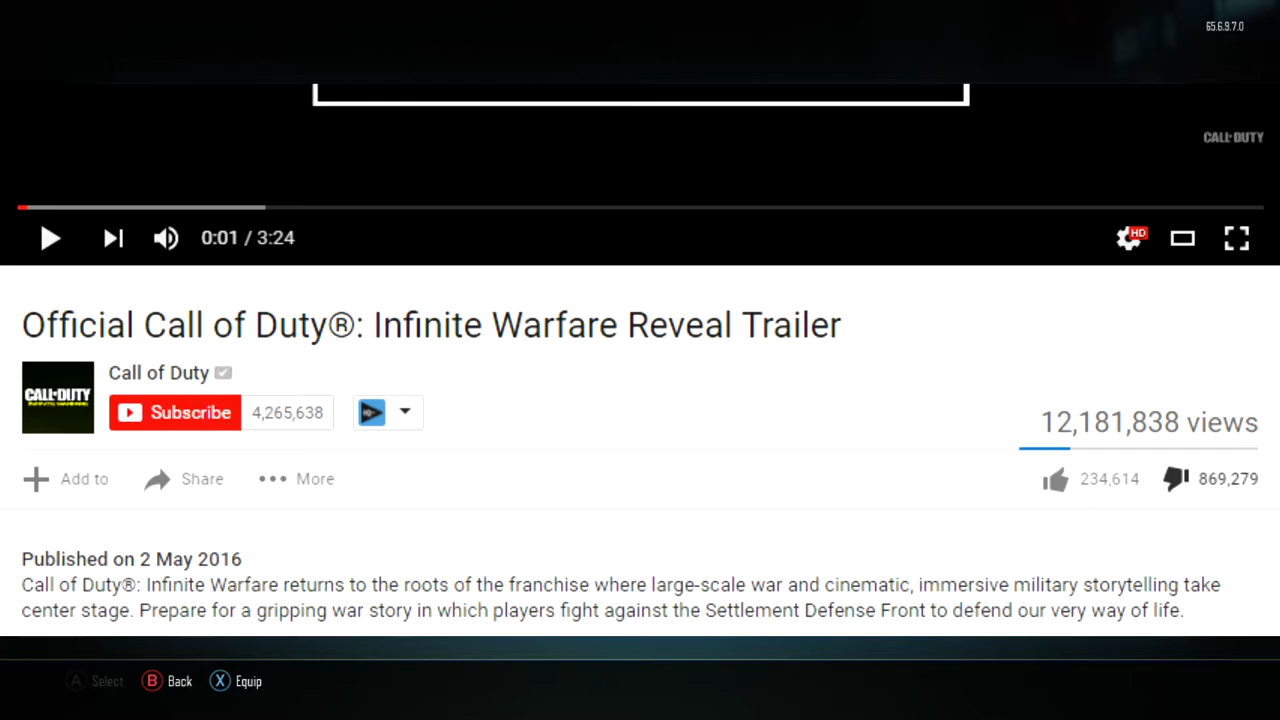 65.6.9.7.0
CALL·DUTY
0:01 / 3:24
HD
Official Call of Duty®: Infinite Warfare Reveal Trailer
CALL·DUTY
INFINITE WARFARE
Call of Duty
Subscribe 4,265,638
12,181,838 views
Add to Share More
234,614 869,279
Published on 2 May 2016
Call of Duty®: Infinite Warfare returns to the roots of the franchise where large-scale war and cinematic, immersive military storytelling take
center stage. Prepare for a gripping war story in which players fight against the Settlement Defense Front to defend our very way of life.
A Select B Back X Equip